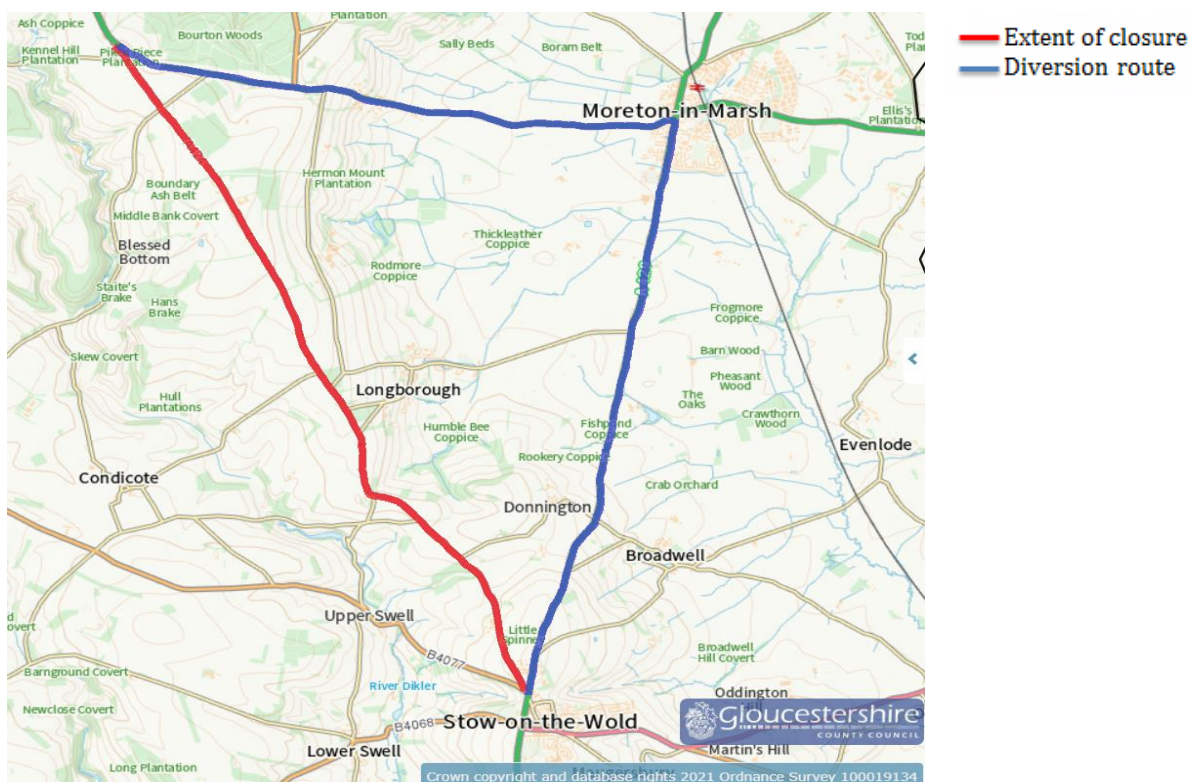 Ash Coppice
Plantation
Kennel Hill
Plantation
Bourton Woods
Sally Beds
Boram Belt
Extent of closure
Diversion route
Moreton-in-Marsh
Ellis's
Plantation
Hermon Mount
Plantation
Boundary
Ash Belt
Middle Bank Covert
Blessed
Bottom
Thickleather
Coppice
Rodmore
Coppice
Staite's
Brake
Hans
Brake
Frogmore
Coppice
Skew Covert
Barn Wood
Pheasant
Wood
Longborough
Hull
Plantations
The
Oaks
Crawthorn
Wood
Humble Bee
Coppice
Fishpond
Coppice
Evenlode
Rookery Coppice
Condicote
Crab Orchard
Donnington
Broadwell
Upper Swell
Little
Spinney
B4077
Broadwell
Hill Covert
Barnground Covert
River Dikler
Oddington
Newclose Covert
B4068
Stow-on-the-Wold
Gloucestershire
COUNTY COUNCIL
Lower Swell
Martin's Hill
Long Plantation
Crown copyright and database rights 2021 Ordnance Survey 100019134